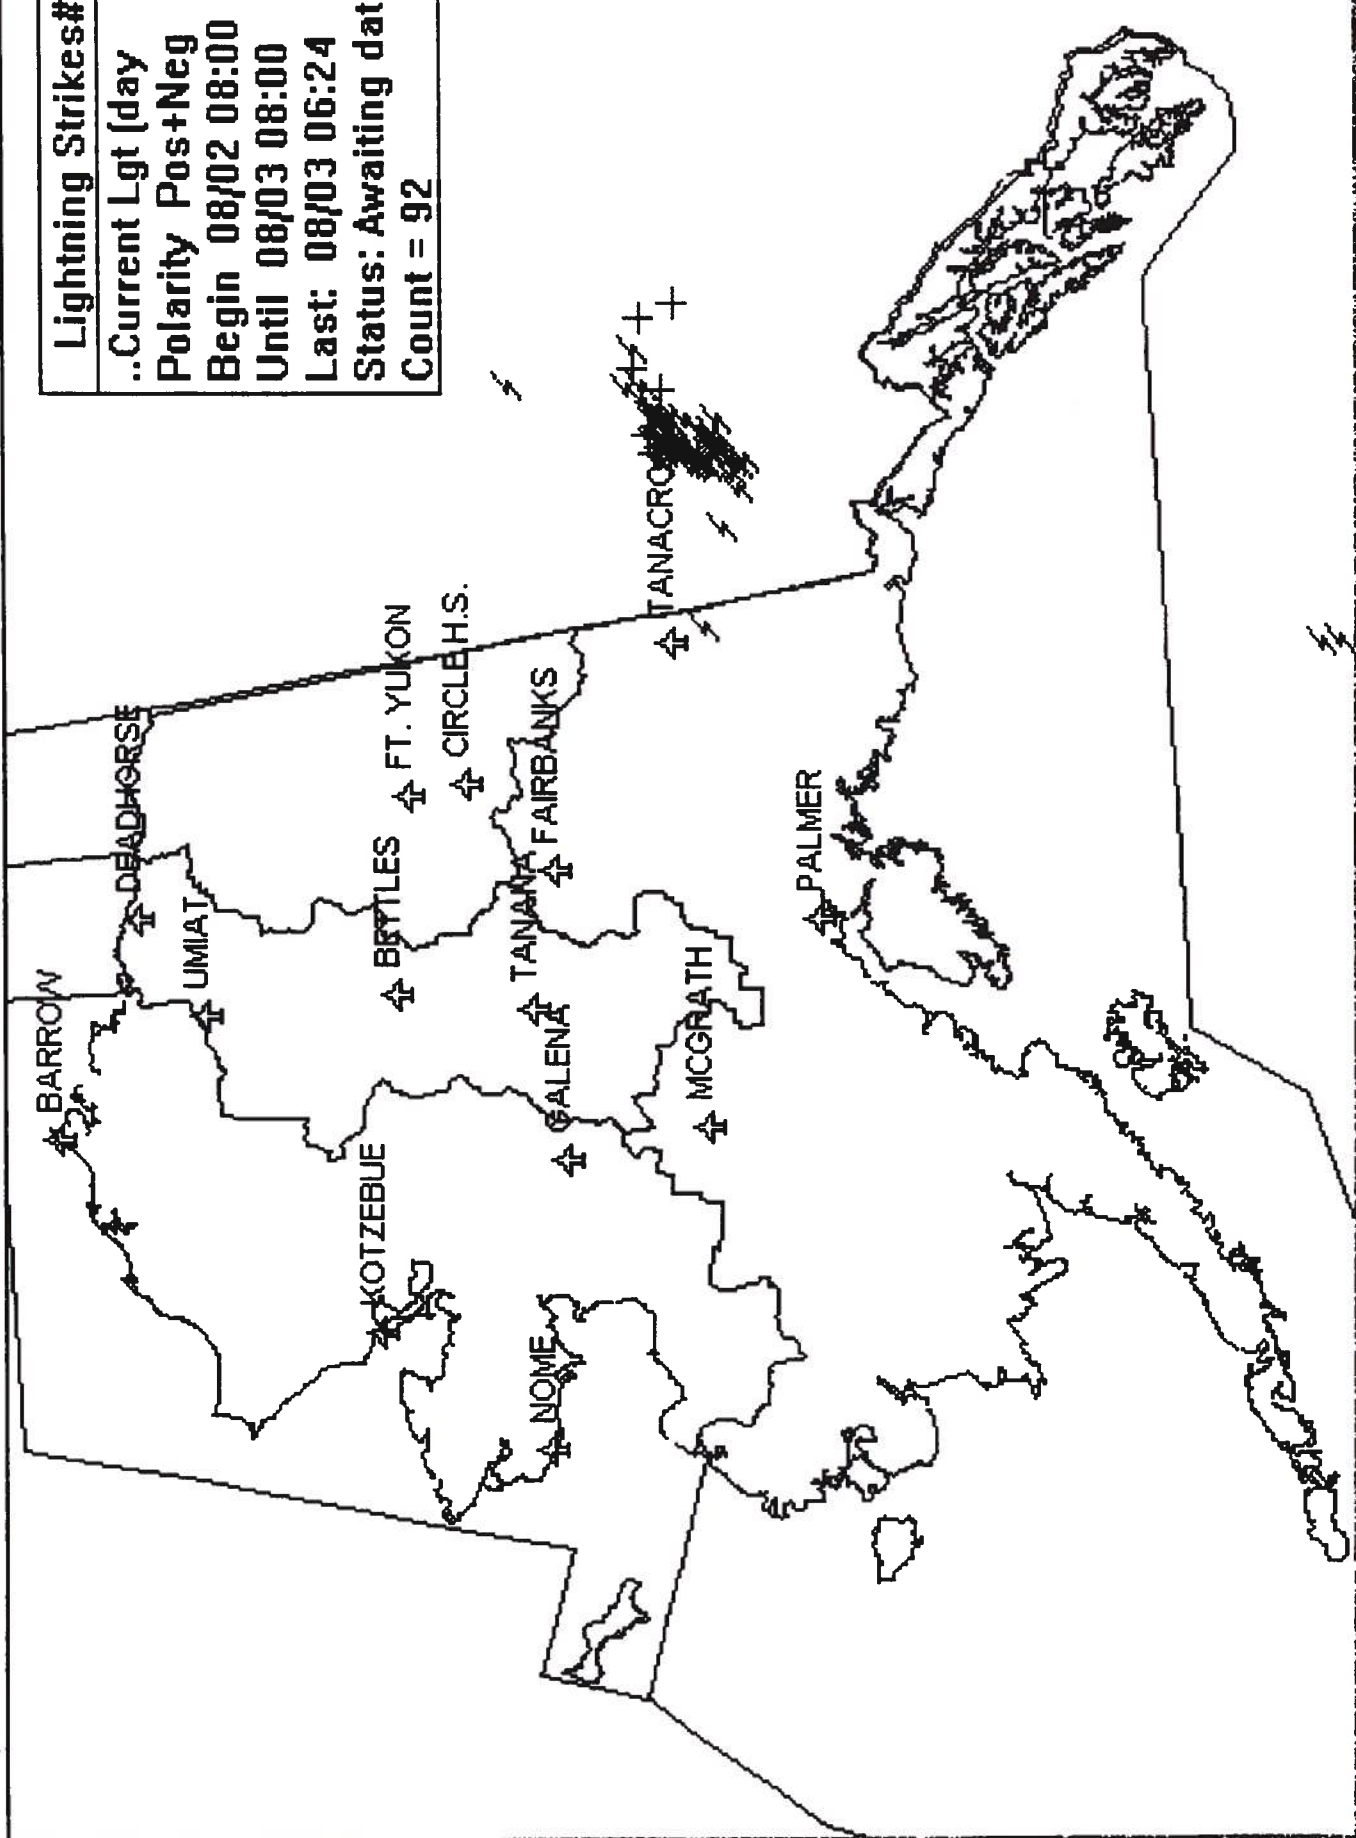 Lightning Strikes#
..Current Lgt (day
Polarity Pos+Neg
Begin 08/02 08:00
Until 08/03 08:00
Last: 08/03 06:24
Status: Awaiting dat
Count = 92
BARROW
DEADHORSE
UMIAT
KOTZEBUE
BETTLES
FT. YUKON
CIRCLE H.S.
NOME
GALENA
TANANA
FAIRBANKS
TANACRO
MCGRATH
PALMER